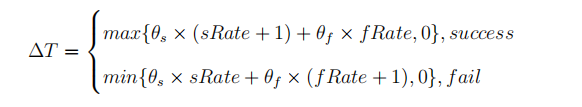 max{θ_s × (sRate + 1) + θ_f × fRate, 0}, success
ΔT = {
min{θ_s × sRate + θ_f × (fRate + 1), 0}, fail